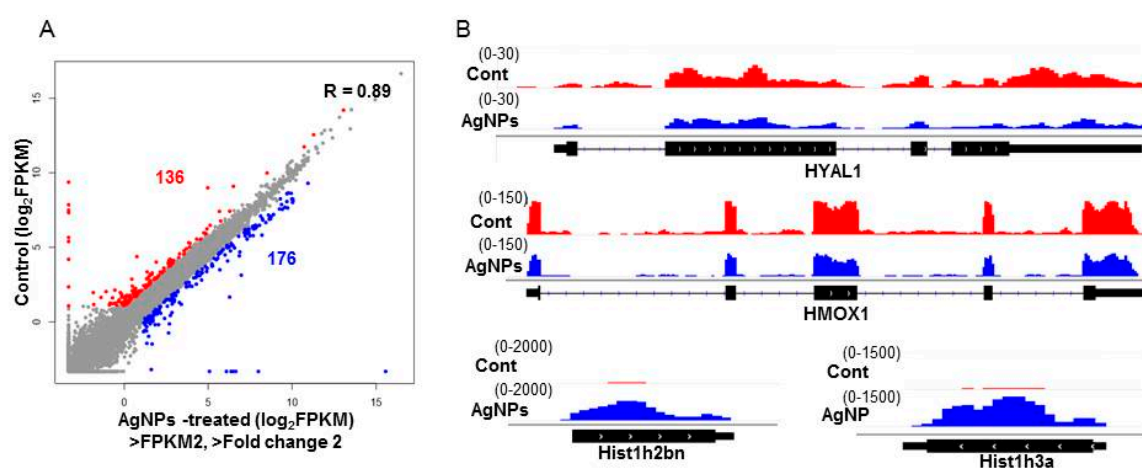 A
R = 0.89
136
176
Control (log2FPKM)
15
10
5
0
0
5
10
15
AgNPs -treated (log2FPKM)
>FPKM2, >Fold change 2
B
(0-30)
Cont
(0-30)
AgNPs
HYAL1
(0-150)
Cont
(0-150)
AgNPs
HMOX1
(0-2000)
Cont
(0-2000)
AgNPs
Hist1h2bn
(0-1500)
Cont
(0-1500)
AgNP
Hist1h3a